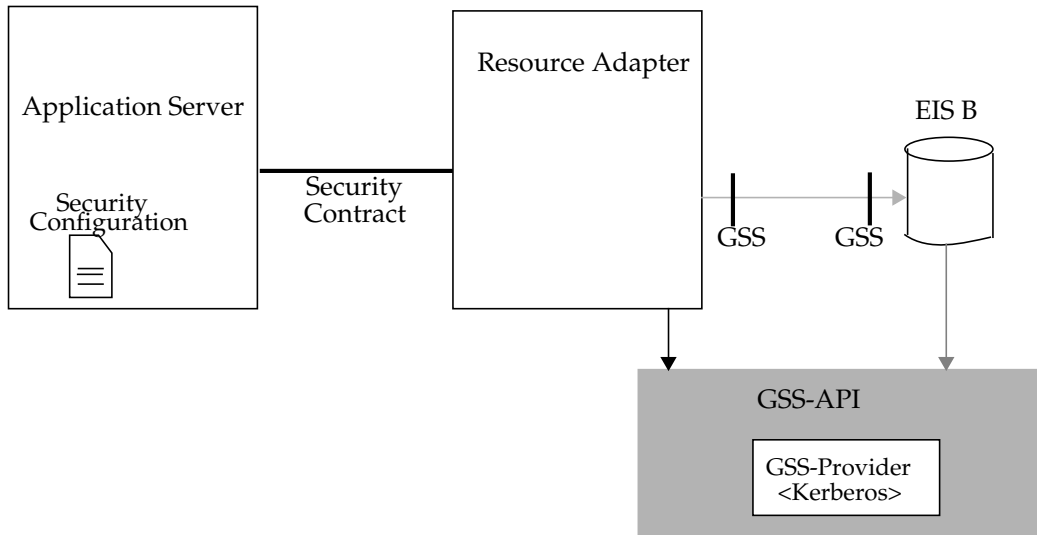 Resource Adapter
Application Server
EIS B
Security
Configuration
Security
Contract
GSS
GSS
GSS-API
GSS-Provider
<Kerberos>